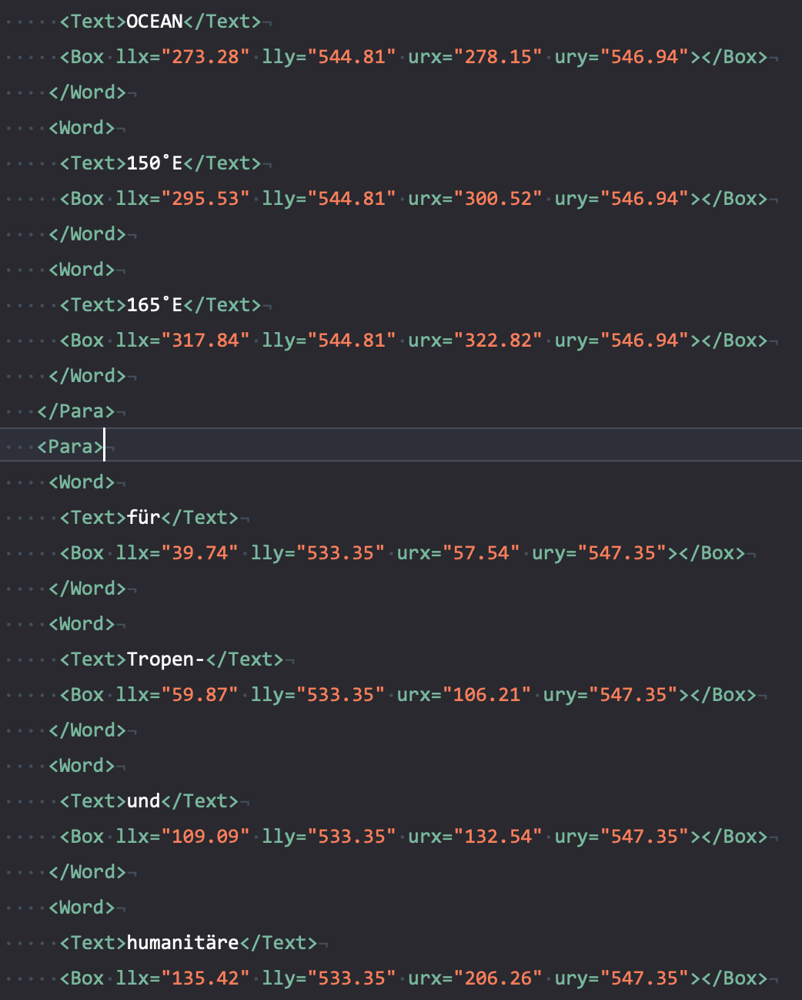 <Text>OCEAN</Text>
<Box llx="273.28" lly="544.81" urx="278.15" ury="546.94"></Box>
</Word>
<Word>
<Text>150°E</Text>
<Box llx="295.53" lly="544.81" urx="300.52" ury="546.94"></Box>
</Word>
<Word>
<Text>165°E</Text>
<Box llx="317.84" lly="544.81" urx="322.82" ury="546.94"></Box>
</Word>
</Para>
<Para>
<Word>
<Text>für</Text>
<Box llx="39.74" lly="533.35" urx="57.54" ury="547.35"></Box>
</Word>
<Word>
<Text>Tropen-</Text>
<Box llx="59.87" lly="533.35" urx="106.21" ury="547.35"></Box>
</Word>
<Word>
<Text>und</Text>
<Box llx="109.09" lly="533.35" urx="132.54" ury="547.35"></Box>
</Word>
<Word>
<Text>humanitäre</Text>
<Box llx="135.42" lly="533.35" urx="206.26" ury="547.35"></Box>